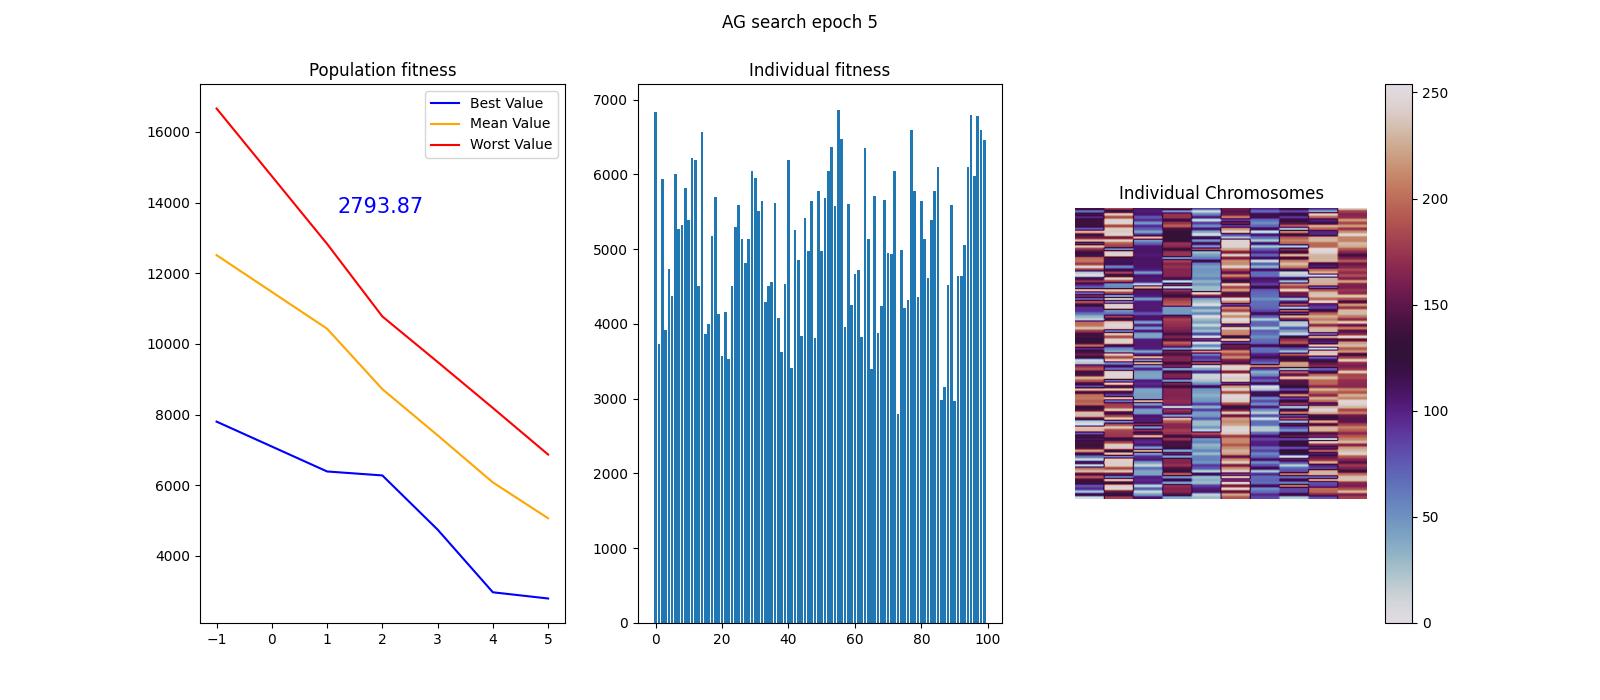 AG search epoch 5
Population fitness
Best Value
Mean Value
Worst Value
2793.87
16000
14000
12000
10000
8000
6000
4000
−1 0 1 2 3 4 5
Individual fitness
7000
6000
5000
4000
3000
2000
1000
0
0 20 40 60 80 100
Individual Chromosomes
250
200
150
100
50
0